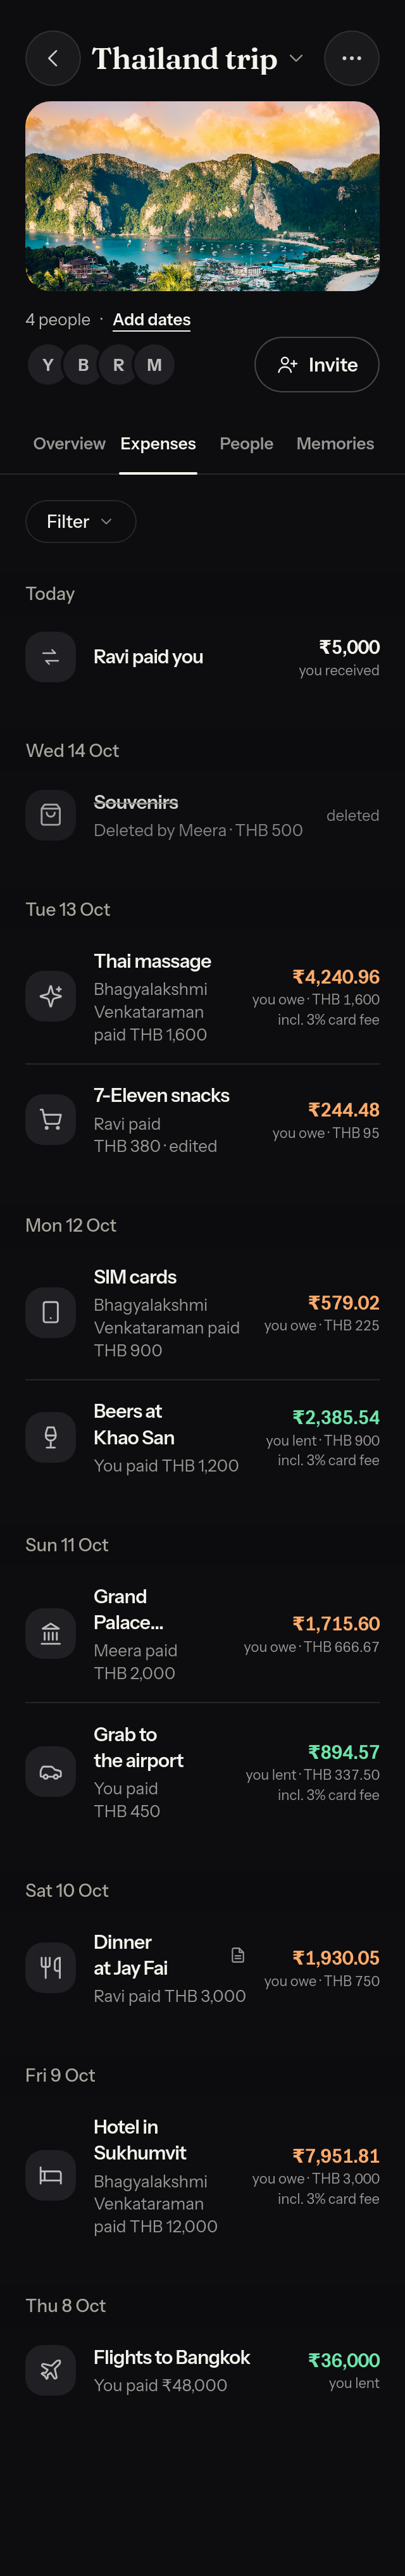 Thailand trip
4 people · Add dates
Y B R M
Invite
Overview Expenses People Memories
Filter
Today
Ravi paid you
₹5,000
you received
Wed 14 Oct
Souvenirs
Deleted by Meera · THB 500
deleted
Tue 13 Oct
Thai massage
Bhagyalakshmi
Venkataraman
paid THB 1,600
₹4,240.96
you owe · THB 1,600
incl. 3% card fee
7-Eleven snacks
Ravi paid
THB 380 · edited
₹244.48
you owe · THB 95
Mon 12 Oct
SIM cards
Bhagyalakshmi
Venkataraman paid
THB 900
₹579.02
you owe · THB 225
Beers at
Khao San
You paid THB 1,200
₹2,385.54
you lent · THB 900
incl. 3% card fee
Sun 11 Oct
Grand
Palace...
Meera paid
THB 2,000
₹1,715.60
you owe · THB 666.67
Grab to
the airport
You paid
THB 450
₹894.57
you lent · THB 337.50
incl. 3% card fee
Sat 10 Oct
Dinner
at Jay Fai
Ravi paid THB 3,000
₹1,930.05
you owe · THB 750
Fri 9 Oct
Hotel in
Sukhumvit
Bhagyalakshmi
Venkataraman
paid THB 12,000
₹7,951.81
you owe · THB 3,000
incl. 3% card fee
Thu 8 Oct
Flights to Bangkok
You paid ₹48,000
₹36,000
you lent